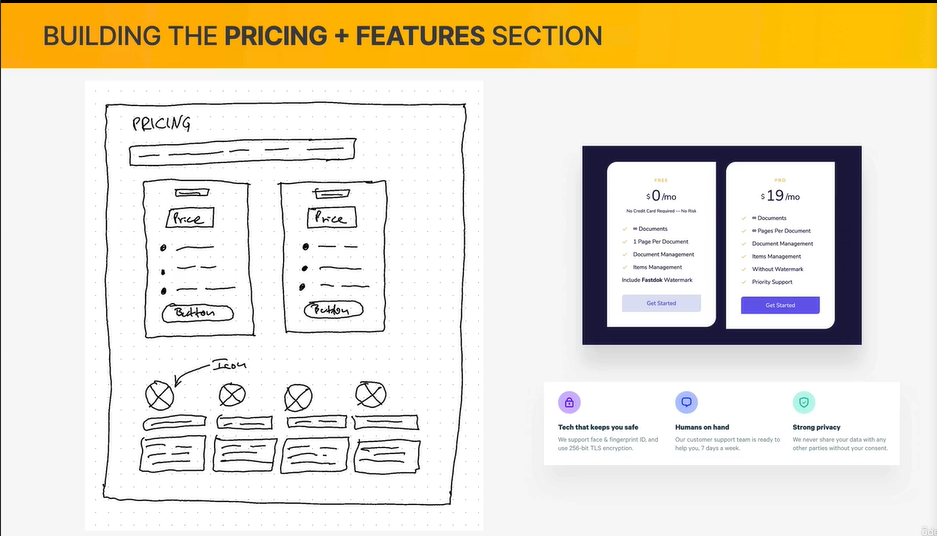 BUILDING THE PRICING + FEATURES SECTION
PRICING
Price
Button
Price
Button
Icon
FREE
$0/mo
No Credit Card Required — No Risk
∞ Documents
1 Page Per Document
Document Management
Items Management
Include Fastdok Watermark
Get Started
PRO
$19/mo
∞ Documents
∞ Pages Per Document
Document Management
Items Management
Without Watermark
Priority Support
Get Started
Tech that keeps you safe
We support face & fingerprint ID, and
use 256-bit TLS encryption.
Humans on hand
Our customer support team is ready to
help you, 7 days a week.
Strong privacy
We never share your data with any
other parties without your consent.